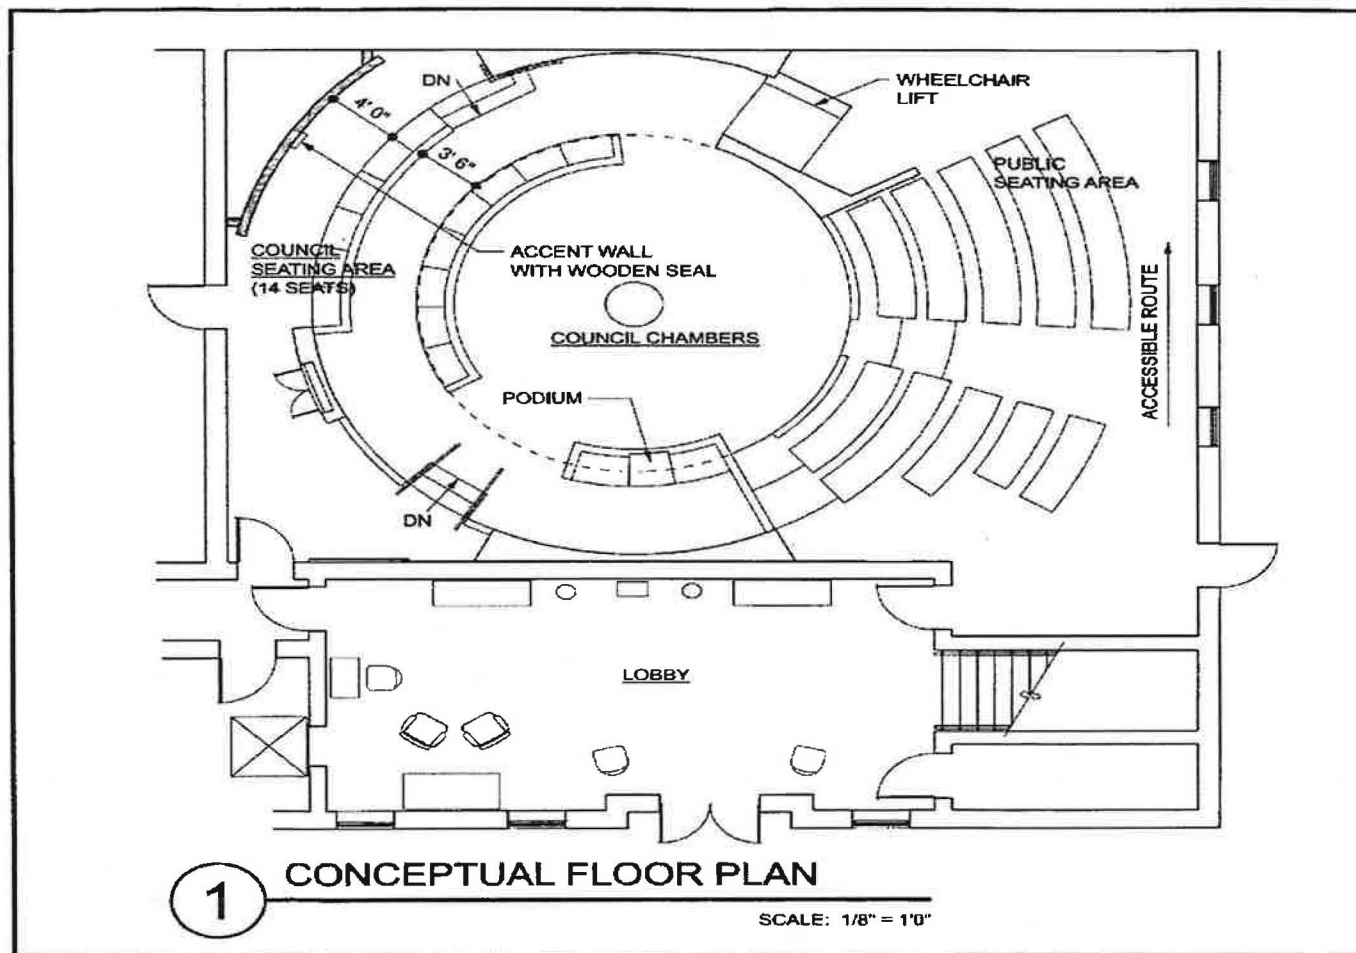 DN
WHEELCHAIR
LIFT
4' 0"
3' 6"
PUBLIC
SEATING AREA
COUNCIL
SEATING AREA
(14 SEATS)
ACCENT WALL
WITH WOODEN SEAL
ACCESSIBLE ROUTE
COUNCIL CHAMBERS
PODIUM
DN
LOBBY
1
CONCEPTUAL FLOOR PLAN
SCALE: 1/8" = 1'0"